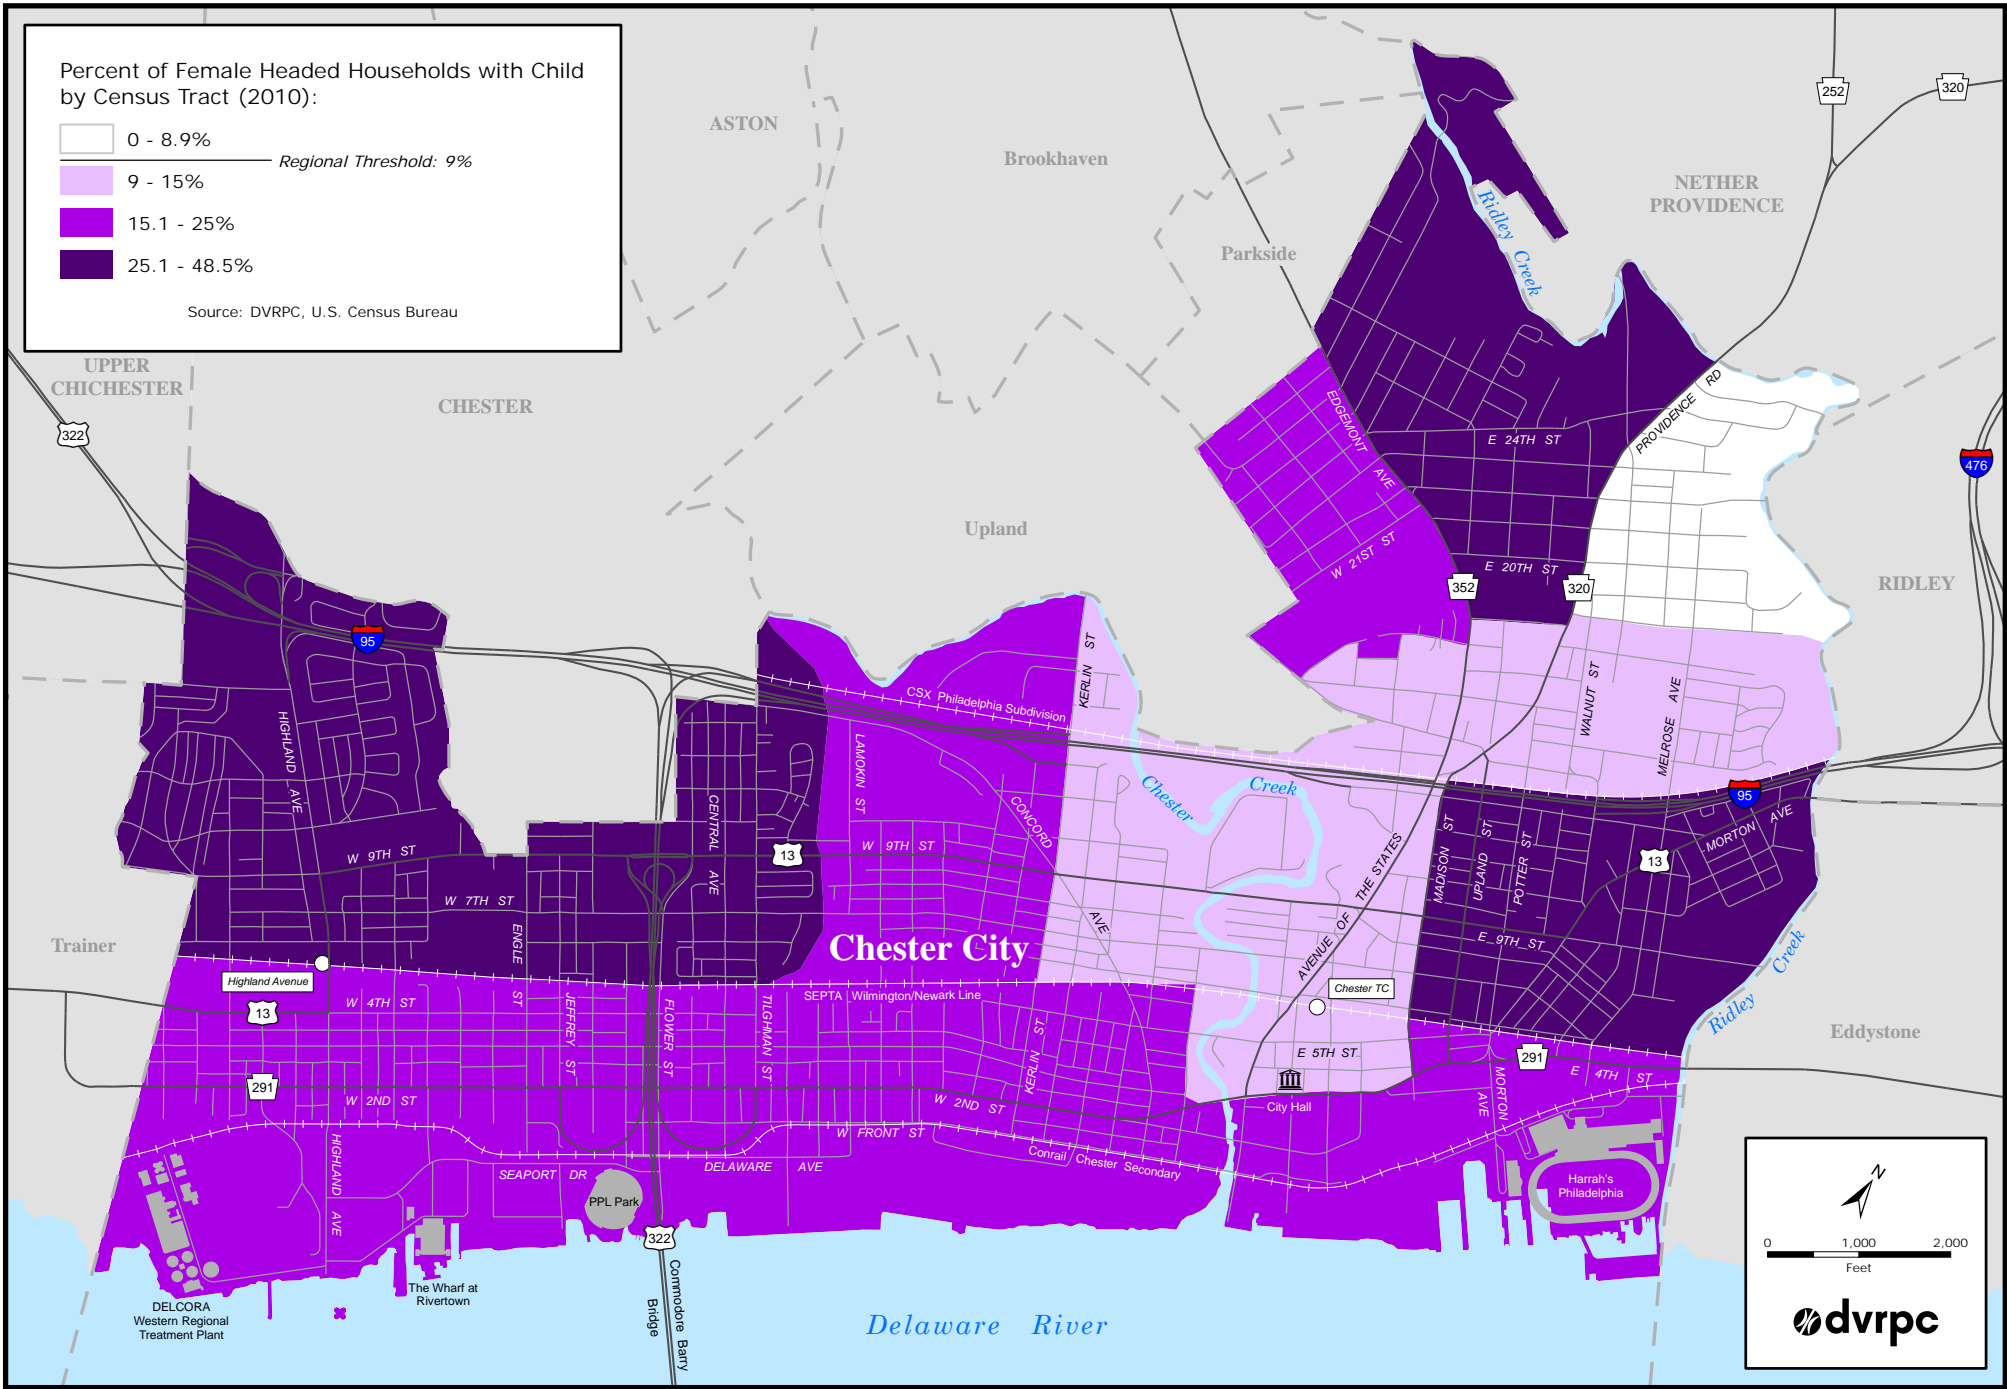 Percent of Female Headed Households with Child
by Census Tract (2010):
0 - 8.9%
Regional Threshold: 9%
9 - 15%
15.1 - 25%
25.1 - 48.5%
Source: DVRPC, U.S. Census Bureau
ASTON
Brookhaven
Parkside
NETHER
PROVIDENCE
252
320
Ridley Creek
UPPER
CHICHESTER
CHESTER
322
Upland
EDGEMONT AVE
PROVIDENCE RD
E 24TH ST
476
W 21ST ST
E 20TH ST
352
320
RIDLEY
95
KERLIN ST
CSX Philadelphia Subdivision
WALNUT ST
MELROSE AVE
HIGHLAND AVE
LAMOKIN ST
CENTRAL AVE
CONCORD AVE
Chester Creek
95
MADISON ST
UPLAND ST
POTTER ST
MORTON AVE
13
13
W 9TH ST
W 9TH ST
AVENUE OF THE STATES
W 7TH ST
ENGLE ST
E 9TH ST
Trainer
Chester City
Ridley Creek
Highland Avenue
Chester TC
SEPTA Wilmington/Newark Line
13
W 4TH ST
JEFFREY ST
FLOWER ST
TILGHMAN ST
KERLIN ST
E 5TH ST
291
E 4TH ST
Eddystone
291
W 2ND ST
W 2ND ST
City Hall
MORTON AVE
W FRONT ST
Conrail Chester Secondary
HIGHLAND AVE
SEAPORT DR
DELAWARE AVE
PPL Park
Harrah's
Philadelphia
322
Commodore Barry
Bridge
The Wharf at
Rivertown
DELCORA
Western Regional
Treatment Plant
Delaware River
N
0 1,000 2,000
Feet
dvrpc